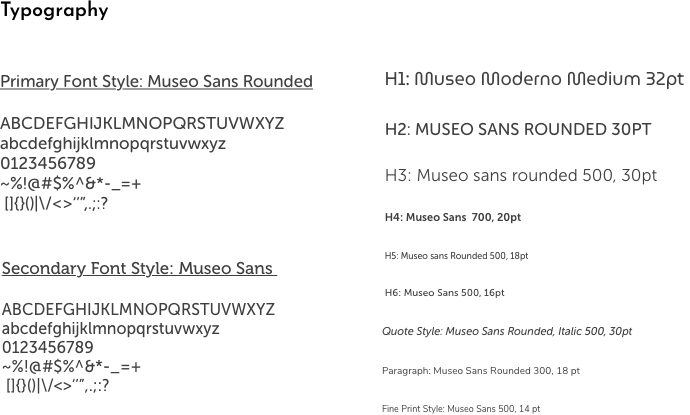 Typography
Primary Font Style: Museo Sans Rounded
ABCDEFGHIJKLMNOPQRSTUVWXYZ
abcdefghijklmnopqrstuvwxyz
0123456789
~%!@#$%^&*-_=+
[]{}()|\/<>‘’”,.;:?
Secondary Font Style: Museo Sans
ABCDEFGHIJKLMNOPQRSTUVWXYZ
abcdefghijklmnopqrstuvwxyz
0123456789
~%!@#$%^&*-_=+
[]{}()|\/<>‘’”,.;:?
H1: Museo Moderno Medium 32pt
H2: MUSEO SANS ROUNDED 30PT
H3: Museo sans rounded 500, 30pt
H4: Museo Sans 700, 20pt
H5: Museo sans Rounded 500, 18pt
H6: Museo Sans 500, 16pt
Quote Style: Museo Sans Rounded, Italic 500, 30pt
Paragraph: Museo Sans Rounded 300, 18 pt
Fine Print Style: Museo Sans 500, 14 pt